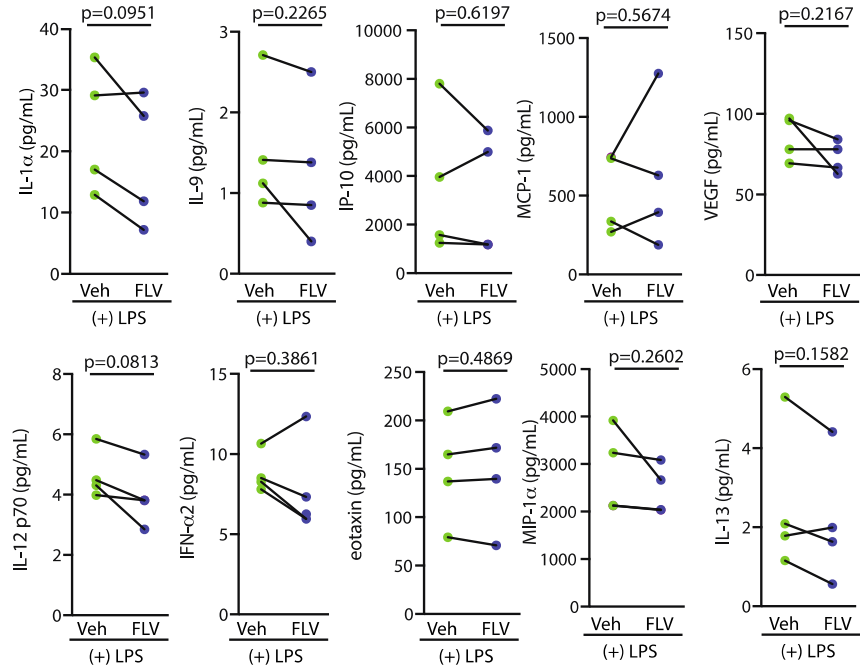 p=0.0951
IL-1α (pg/mL)
40
30
20
10
0
Veh FLV
(+) LPS
p=0.2265
IL-9 (pg/mL)
3
2
1
0
Veh FLV
(+) LPS
p=0.6197
IP-10 (pg/mL)
10000
8000
6000
4000
2000
0
Veh FLV
(+) LPS
p=0.5674
MCP-1 (pg/mL)
1500
1000
500
0
Veh FLV
(+) LPS
p=0.2167
VEGF (pg/mL)
150
100
50
0
Veh FLV
(+) LPS
p=0.0813
IL-12 p70 (pg/mL)
8
6
4
2
0
Veh FLV
(+) LPS
p=0.3861
IFN-α2 (pg/mL)
15
10
5
0
Veh FLV
(+) LPS
p=0.4869
eotaxin (pg/mL)
250
200
150
100
50
0
Veh FLV
(+) LPS
p=0.2602
MIP-1α (pg/mL)
5000
4000
3000
2000
1000
0
Veh FLV
(+) LPS
p=0.1582
IL-13 (pg/mL)
6
4
2
0
Veh FLV
(+) LPS